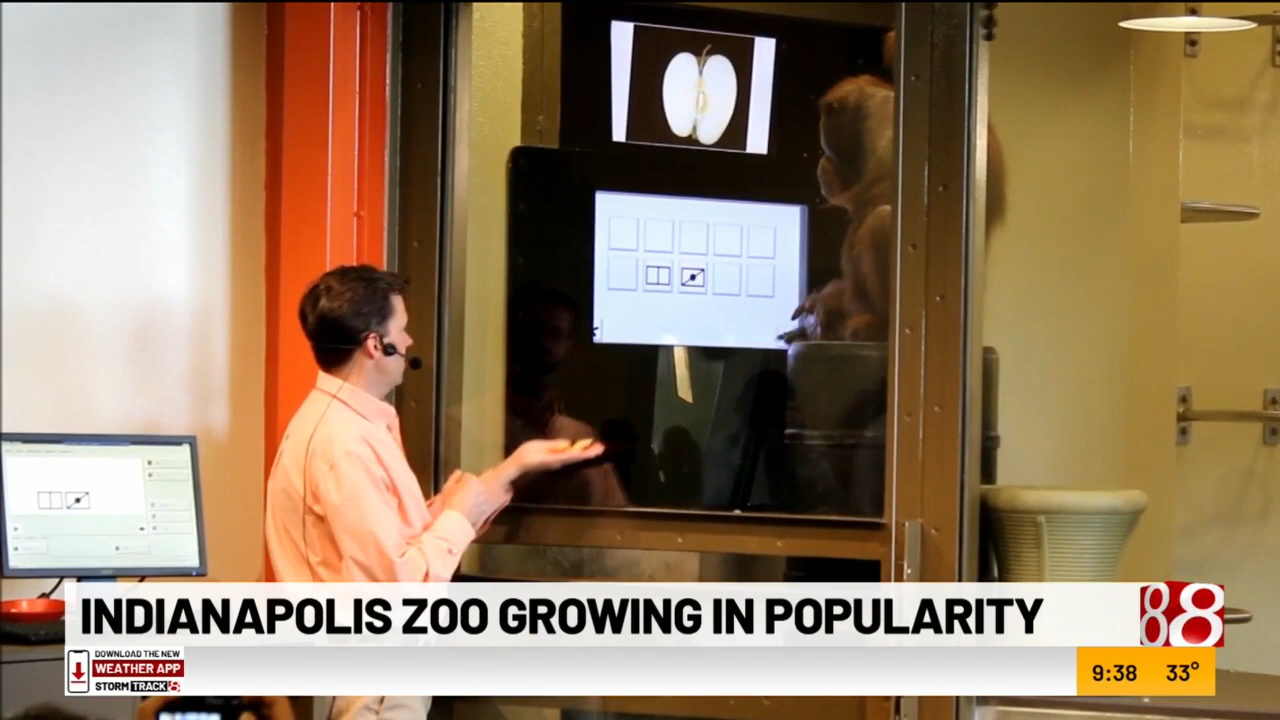 INDIANAPOLIS ZOO GROWING IN POPULARITY
8
DOWNLOAD THE NEW
WEATHER APP
STORM TRACK 8
9:38 33°